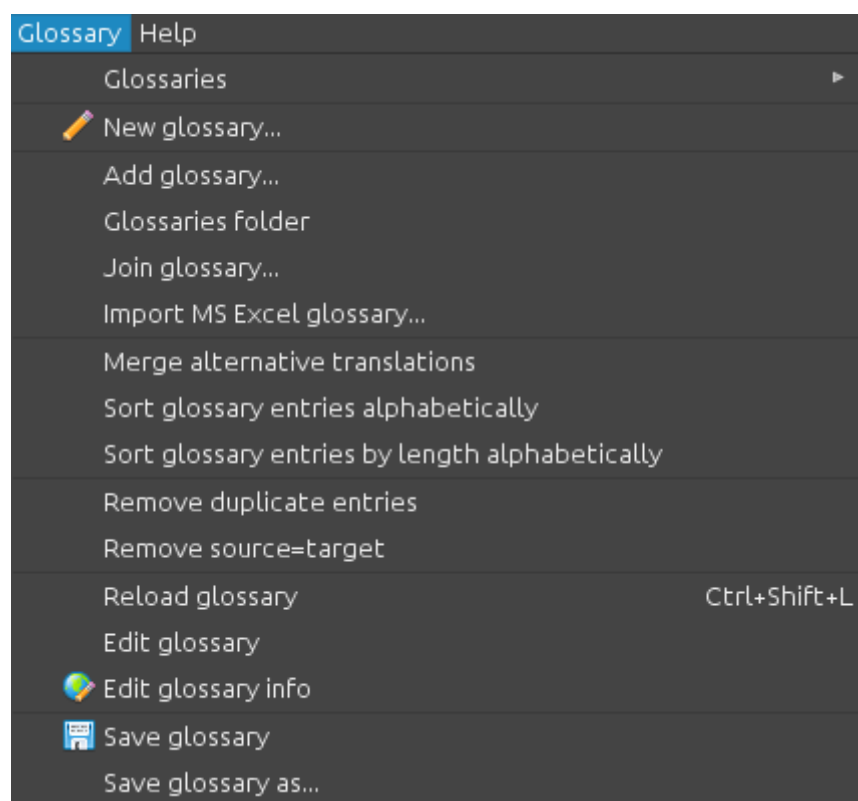 Glossary Help
Glossaries
New glossary...
Add glossary...
Glossaries folder
Join glossary...
Import MS Excel glossary...
Merge alternative translations
Sort glossary entries alphabetically
Sort glossary entries by length alphabetically
Remove duplicate entries
Remove source=target
Reload glossary Ctrl+Shift+L
Edit glossary
Edit glossary info
Save glossary
Save glossary as...